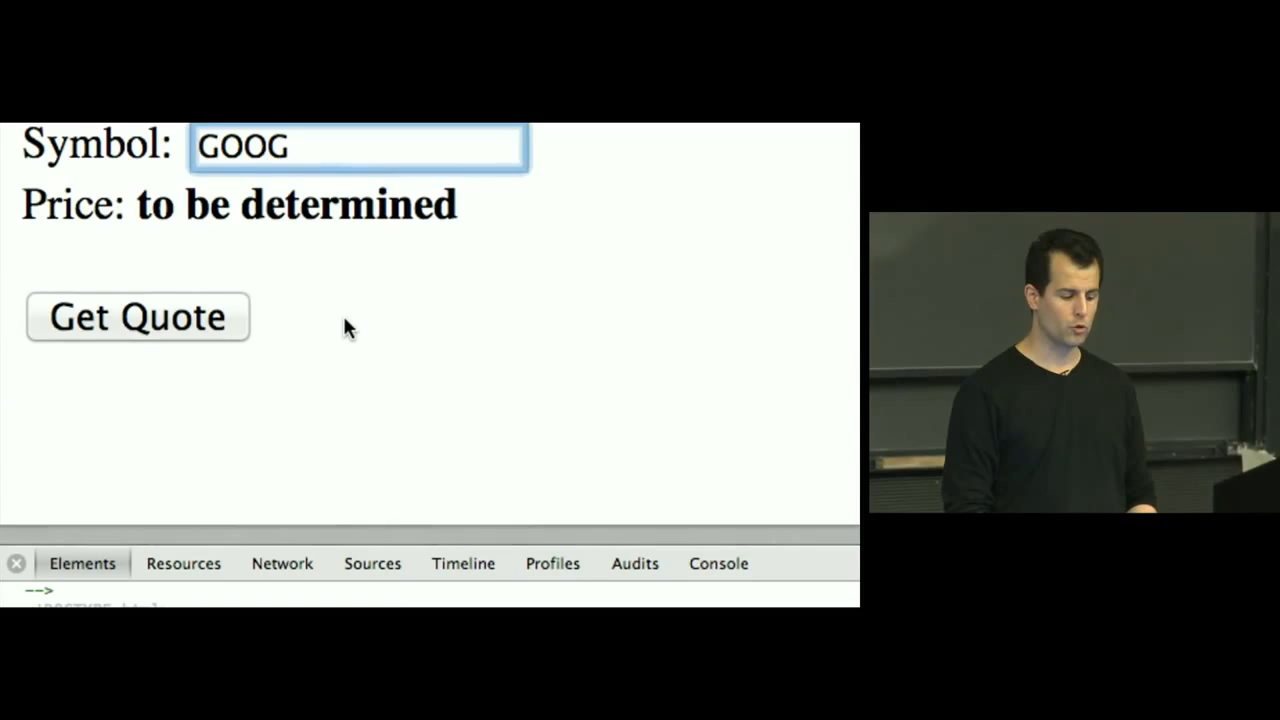 Symbol: GOOG
Price: to be determined
Get Quote
Elements Resources Network Sources Timeline Profiles Audits Console
-->